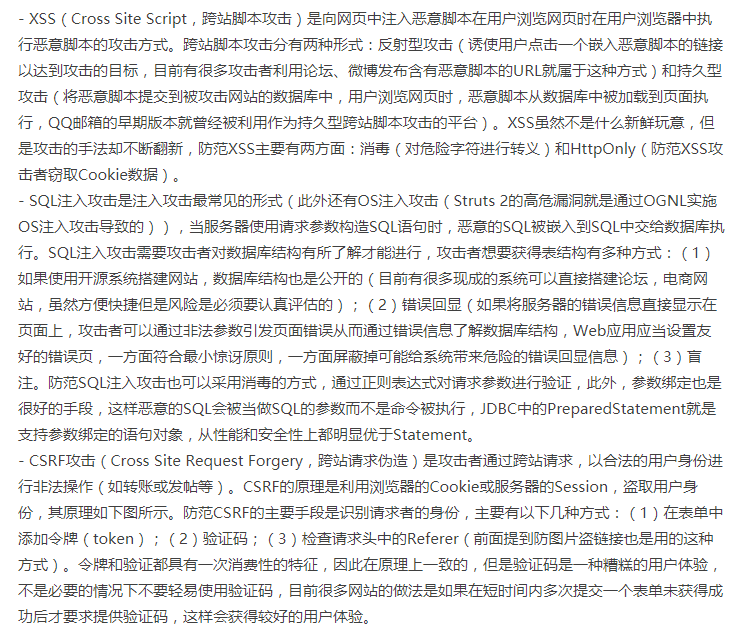 - XSS（Cross Site Script，跨站脚本攻击）是向网页中注入恶意脚本在用户浏览网页时在用户浏览器中执
行恶意脚本的攻击方式。跨站脚本攻击分有两种形式：反射型攻击（诱使用户点击一个嵌入恶意脚本的链接
以达到攻击的目标，目前有很多攻击者利用论坛、微博发布含有恶意脚本的URL就属于这种方式）和持久型
攻击（将恶意脚本提交到被攻击网站的数据库中，用户浏览网页时，恶意脚本从数据库中被加载到页面执
行，QQ邮箱的早期版本就曾经被利用作为持久型跨站脚本攻击的平台）。XSS虽然不是什么新鲜玩意，但
是攻击的手法却不断翻新，防范XSS主要有两方面：消毒（对危险字符进行转义）和HttpOnly（防范XSS攻
击者窃取Cookie数据）。
- SQL注入攻击是注入攻击最常见的形式（此外还有OS注入攻击（Struts 2的高危漏洞就是通过OGNL实施
OS注入攻击导致的）），当服务器使用请求参数构造SQL语句时，恶意的SQL被嵌入到SQL中交给数据库执
行。SQL注入攻击需要攻击者对数据库结构有所了解才能进行，攻击者想要获得表结构有多种方式：（1）
如果使用开源系统搭建网站，数据库结构也是公开的（目前有很多现成的系统可以直接搭建论坛，电商网
站，虽然方便快捷但是风险是必须要认真评估的）；（2）错误回显（如果将服务器的错误信息直接显示在
页面上，攻击者可以通过非法参数引发页面错误从而通过错误信息了解数据库结构，Web应用应当设置友
好的错误页，一方面符合最小惊讶原则，一方面屏蔽掉可能给系统带来危险的错误回显信息）；（3）盲
注。防范SQL注入攻击也可以采用消毒的方式，通过正则表达式对请求参数进行验证，此外，参数绑定也是
很好的手段，这样恶意的SQL会被当做SQL的参数而不是命令被执行，JDBC中的PreparedStatement就是
支持参数绑定的语句对象，从性能和安全性上都明显优于Statement。
- CSRF攻击（Cross Site Request Forgery，跨站请求伪造）是攻击者通过跨站请求，以合法的用户身份进
行非法操作（如转账或发帖等）。CSRF的原理是利用浏览器的Cookie或服务器的Session，盗取用户身
份，其原理如下图所示。防范CSRF的主要手段是识别请求者的身份，主要有以下几种方式：（1）在表单中
添加令牌（token）；（2）验证码；（3）检查请求头中的Referer（前面提到防图片盗链接也是用的这种
方式）。令牌和验证都具有一次消费性的特征，因此在原理上一致的，但是验证码是一种糟糕的用户体验，
不是必要的情况下不要轻易使用验证码，目前很多网站的做法是如果在短时间内多次提交一个表单未获得成
功后才要求提供验证码，这样会获得较好的用户体验。